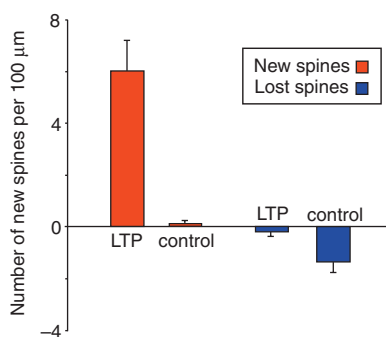 Number of new spines per 100 µm
8
4
0
−4
New spines
Lost spines
LTP
control
LTP
control